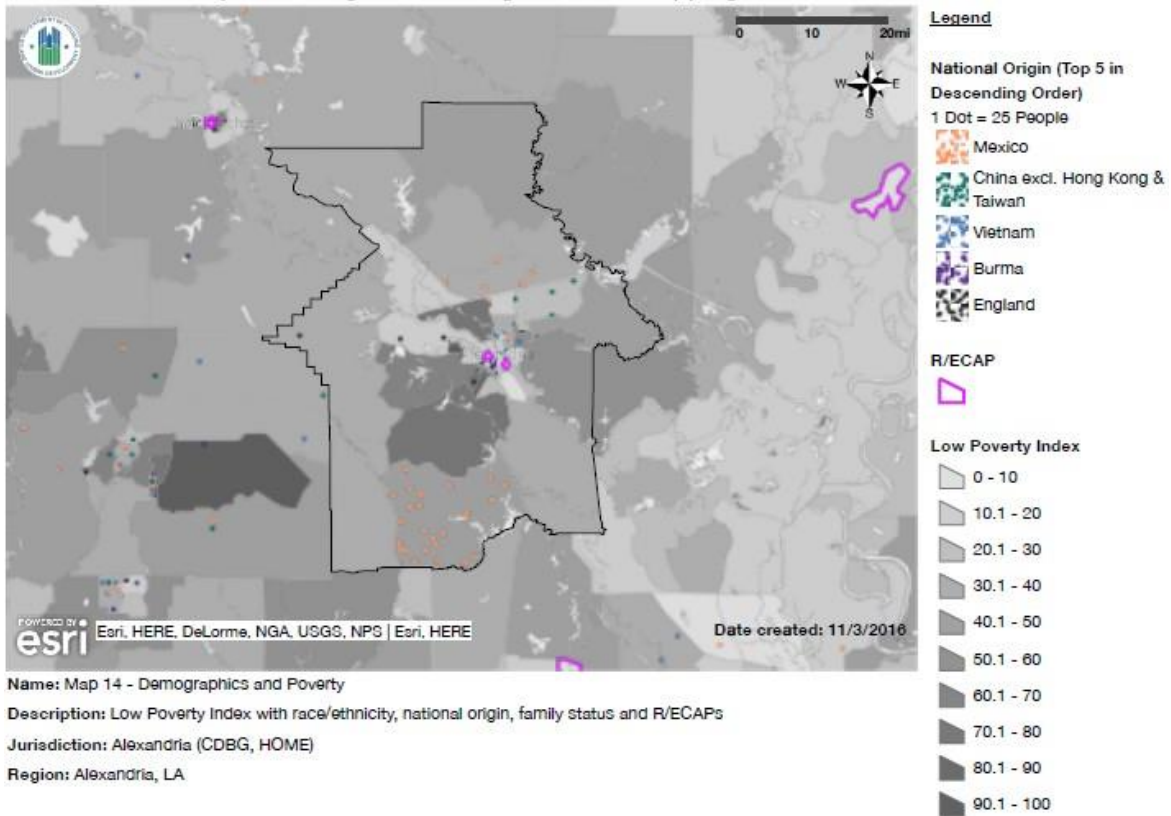 0 10 20mi
N
W E
S
POWERED BY
esri
Esri, HERE, DeLorme, NGA, USGS, NPS | Esri, HERE
Date created: 11/3/2016
Name: Map 14 - Demographics and Poverty
Description: Low Poverty Index with race/ethnicity, national origin, family status and R/ECAPs
Jurisdiction: Alexandria (CDBG, HOME)
Region: Alexandria, LA
Legend
National Origin (Top 5 in
Descending Order)
1 Dot = 25 People
Mexico
China excl. Hong Kong &
Taiwan
Vietnam
Burma
England
R/ECAP
Low Poverty Index
0 - 10
10.1 - 20
20.1 - 30
30.1 - 40
40.1 - 50
50.1 - 60
60.1 - 70
70.1 - 80
80.1 - 90
90.1 - 100